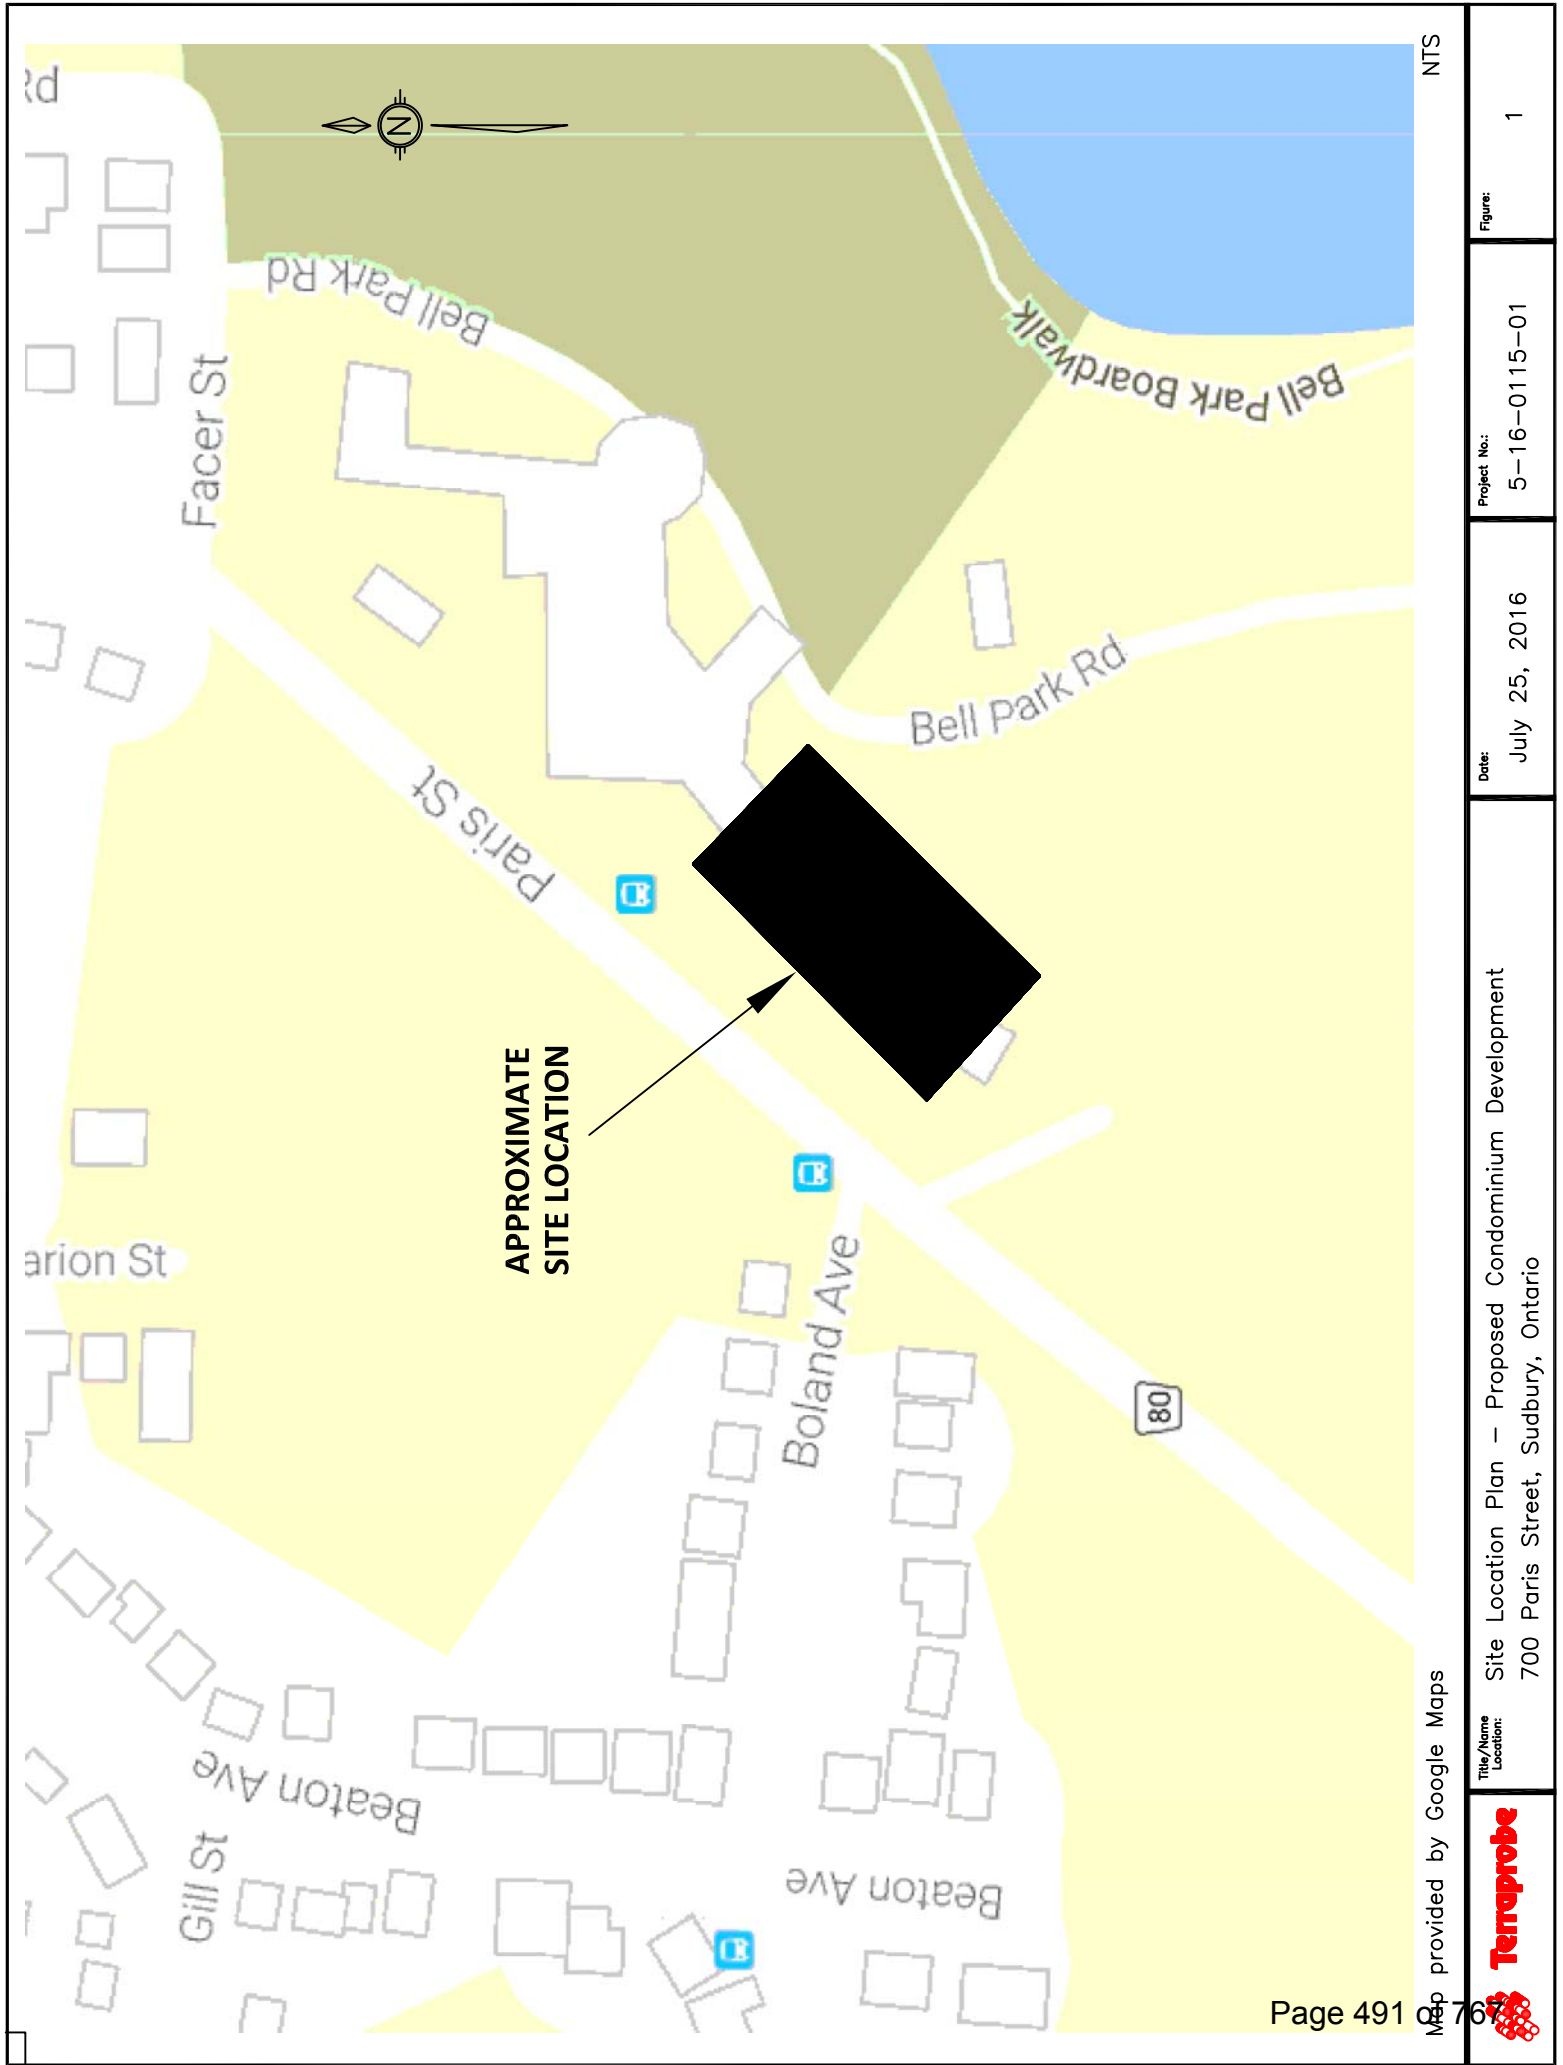 Rd
Facer St
Bell Park Rd
Bell Park Boardwalk
Bell Park Rd
Paris St
N
APPROXIMATE
SITE LOCATION
arion St
Boland Ave
80
Beaton Ave
Gill St
Beaton Ave
Map provided by Google Maps
NTS
Terraprobe
Title/Name
Location:
Site Location Plan – Proposed Condominium Development
700 Paris Street, Sudbury, Ontario
Date:
July 25, 2016
Project No.:
5-16-0115-01
Figure:
1
Page 491 of 767